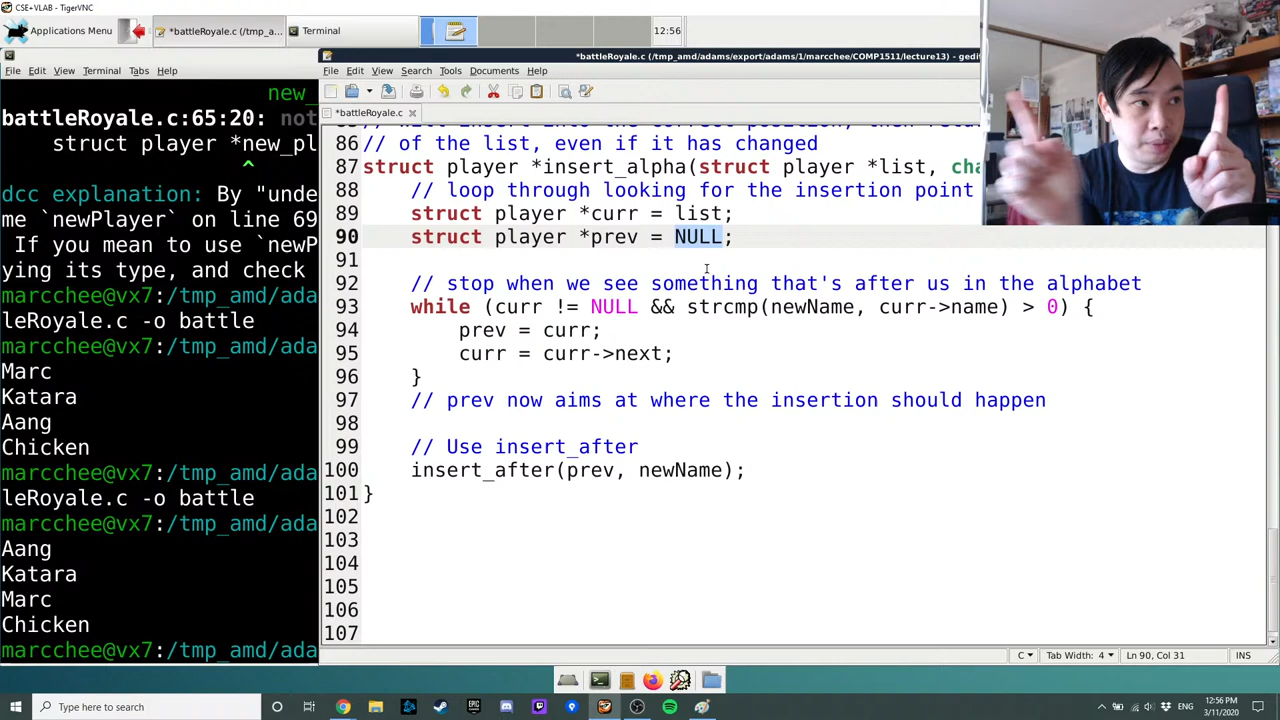 CSE+VLAB - TigerVNC
Applications Menu
*battleRoyale.c (/tmp_a...
Terminal
12:56
*battleRoyale.c (/tmp_amd/adams/export/adams/1/marcchee/COMP1511/lecture13) - gedit
File Edit View Terminal Tabs Help
File Edit View Search Tools Documents Help
*battleRoyale.c
new_
battleRoyale.c:65:20: not
struct player *new_pl
^
dcc explanation: By "unde
me `newPlayer` on line 69
If you mean to use `newP
ying its type, and check
marcchee@vx7:/tmp_amd/ada
leRoyale.c -o battle
marcchee@vx7:/tmp_amd/ada
Marc
Katara
Aang
Chicken
marcchee@vx7:/tmp_amd/ada
leRoyale.c -o battle
marcchee@vx7:/tmp_amd/ada
Aang
Katara
Marc
Chicken
marcchee@vx7:/tmp_amd/ada
86 // of the list, even if it has changed
87 struct player *insert_alpha(struct player *list, cha
88 // loop through looking for the insertion point
89 struct player *curr = list;
90 struct player *prev = NULL;
91
92 // stop when we see something that's after us in the alphabet
93 while (curr != NULL && strcmp(newName, curr->name) > 0) {
94 prev = curr;
95 curr = curr->next;
96 }
97 // prev now aims at where the insertion should happen
98
99 // Use insert_after
100 insert_after(prev, newName);
101 }
102
103
104
105
106
107
C Tab Width: 4 Ln 90, Col 31 INS
Type here to search
ENG
12:56 PM
3/11/2020